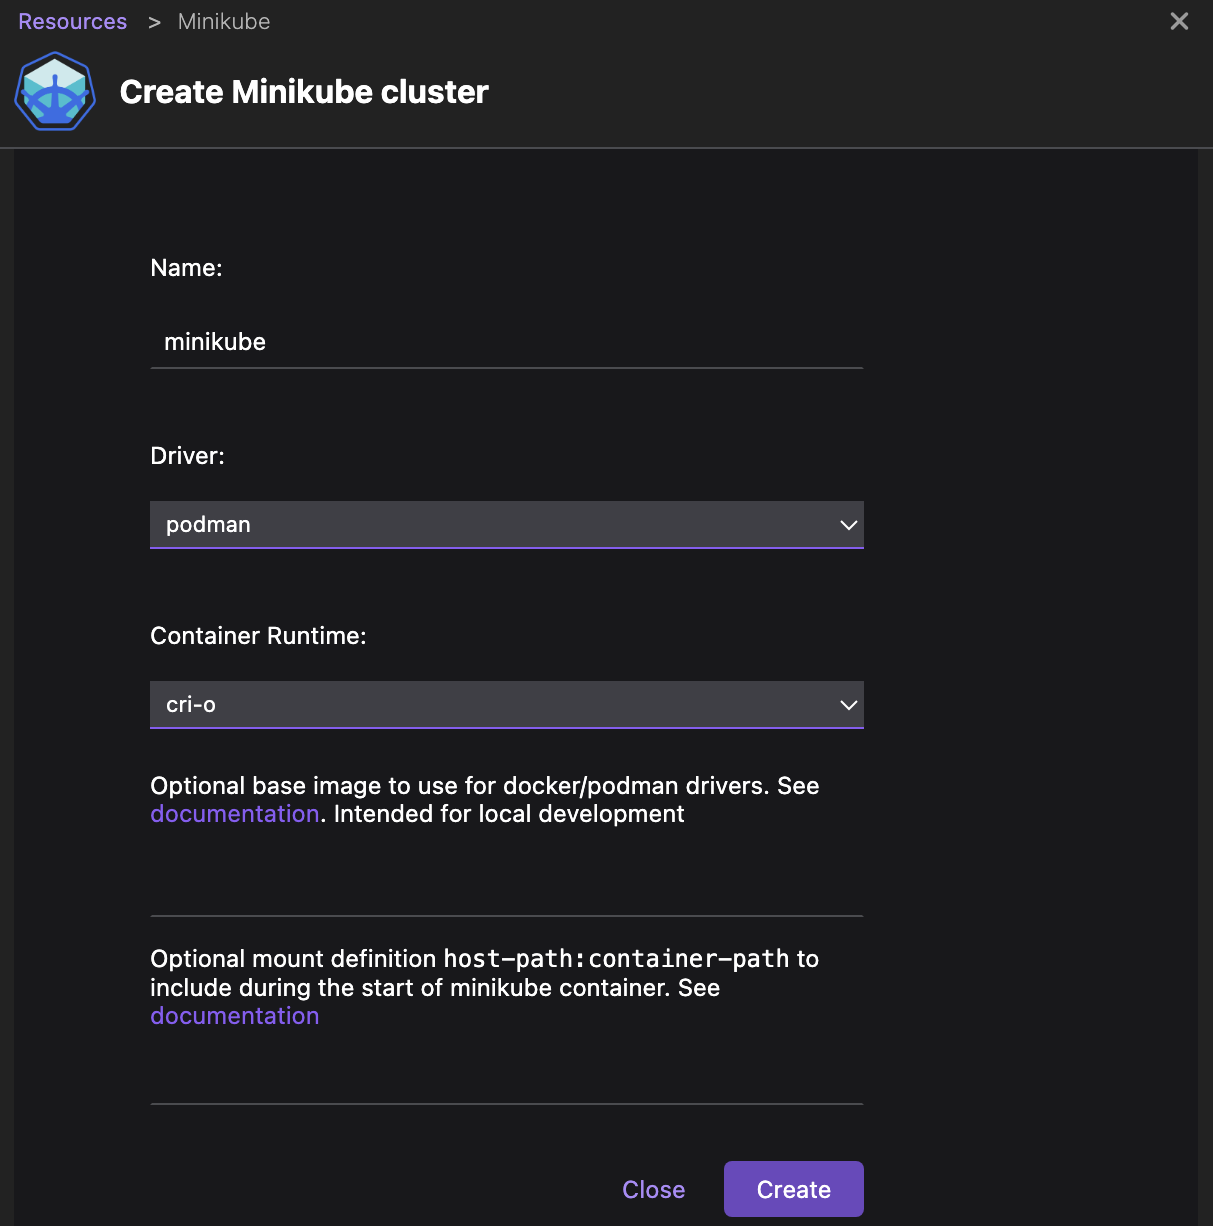 Resources > Minikube
Create Minikube cluster
Name:
minikube
Driver:
podman
Container Runtime:
cri-o
Optional base image to use for docker/podman drivers. See
documentation. Intended for local development
Optional mount definition host-path:container-path to
include during the start of minikube container. See
documentation
Close
Create